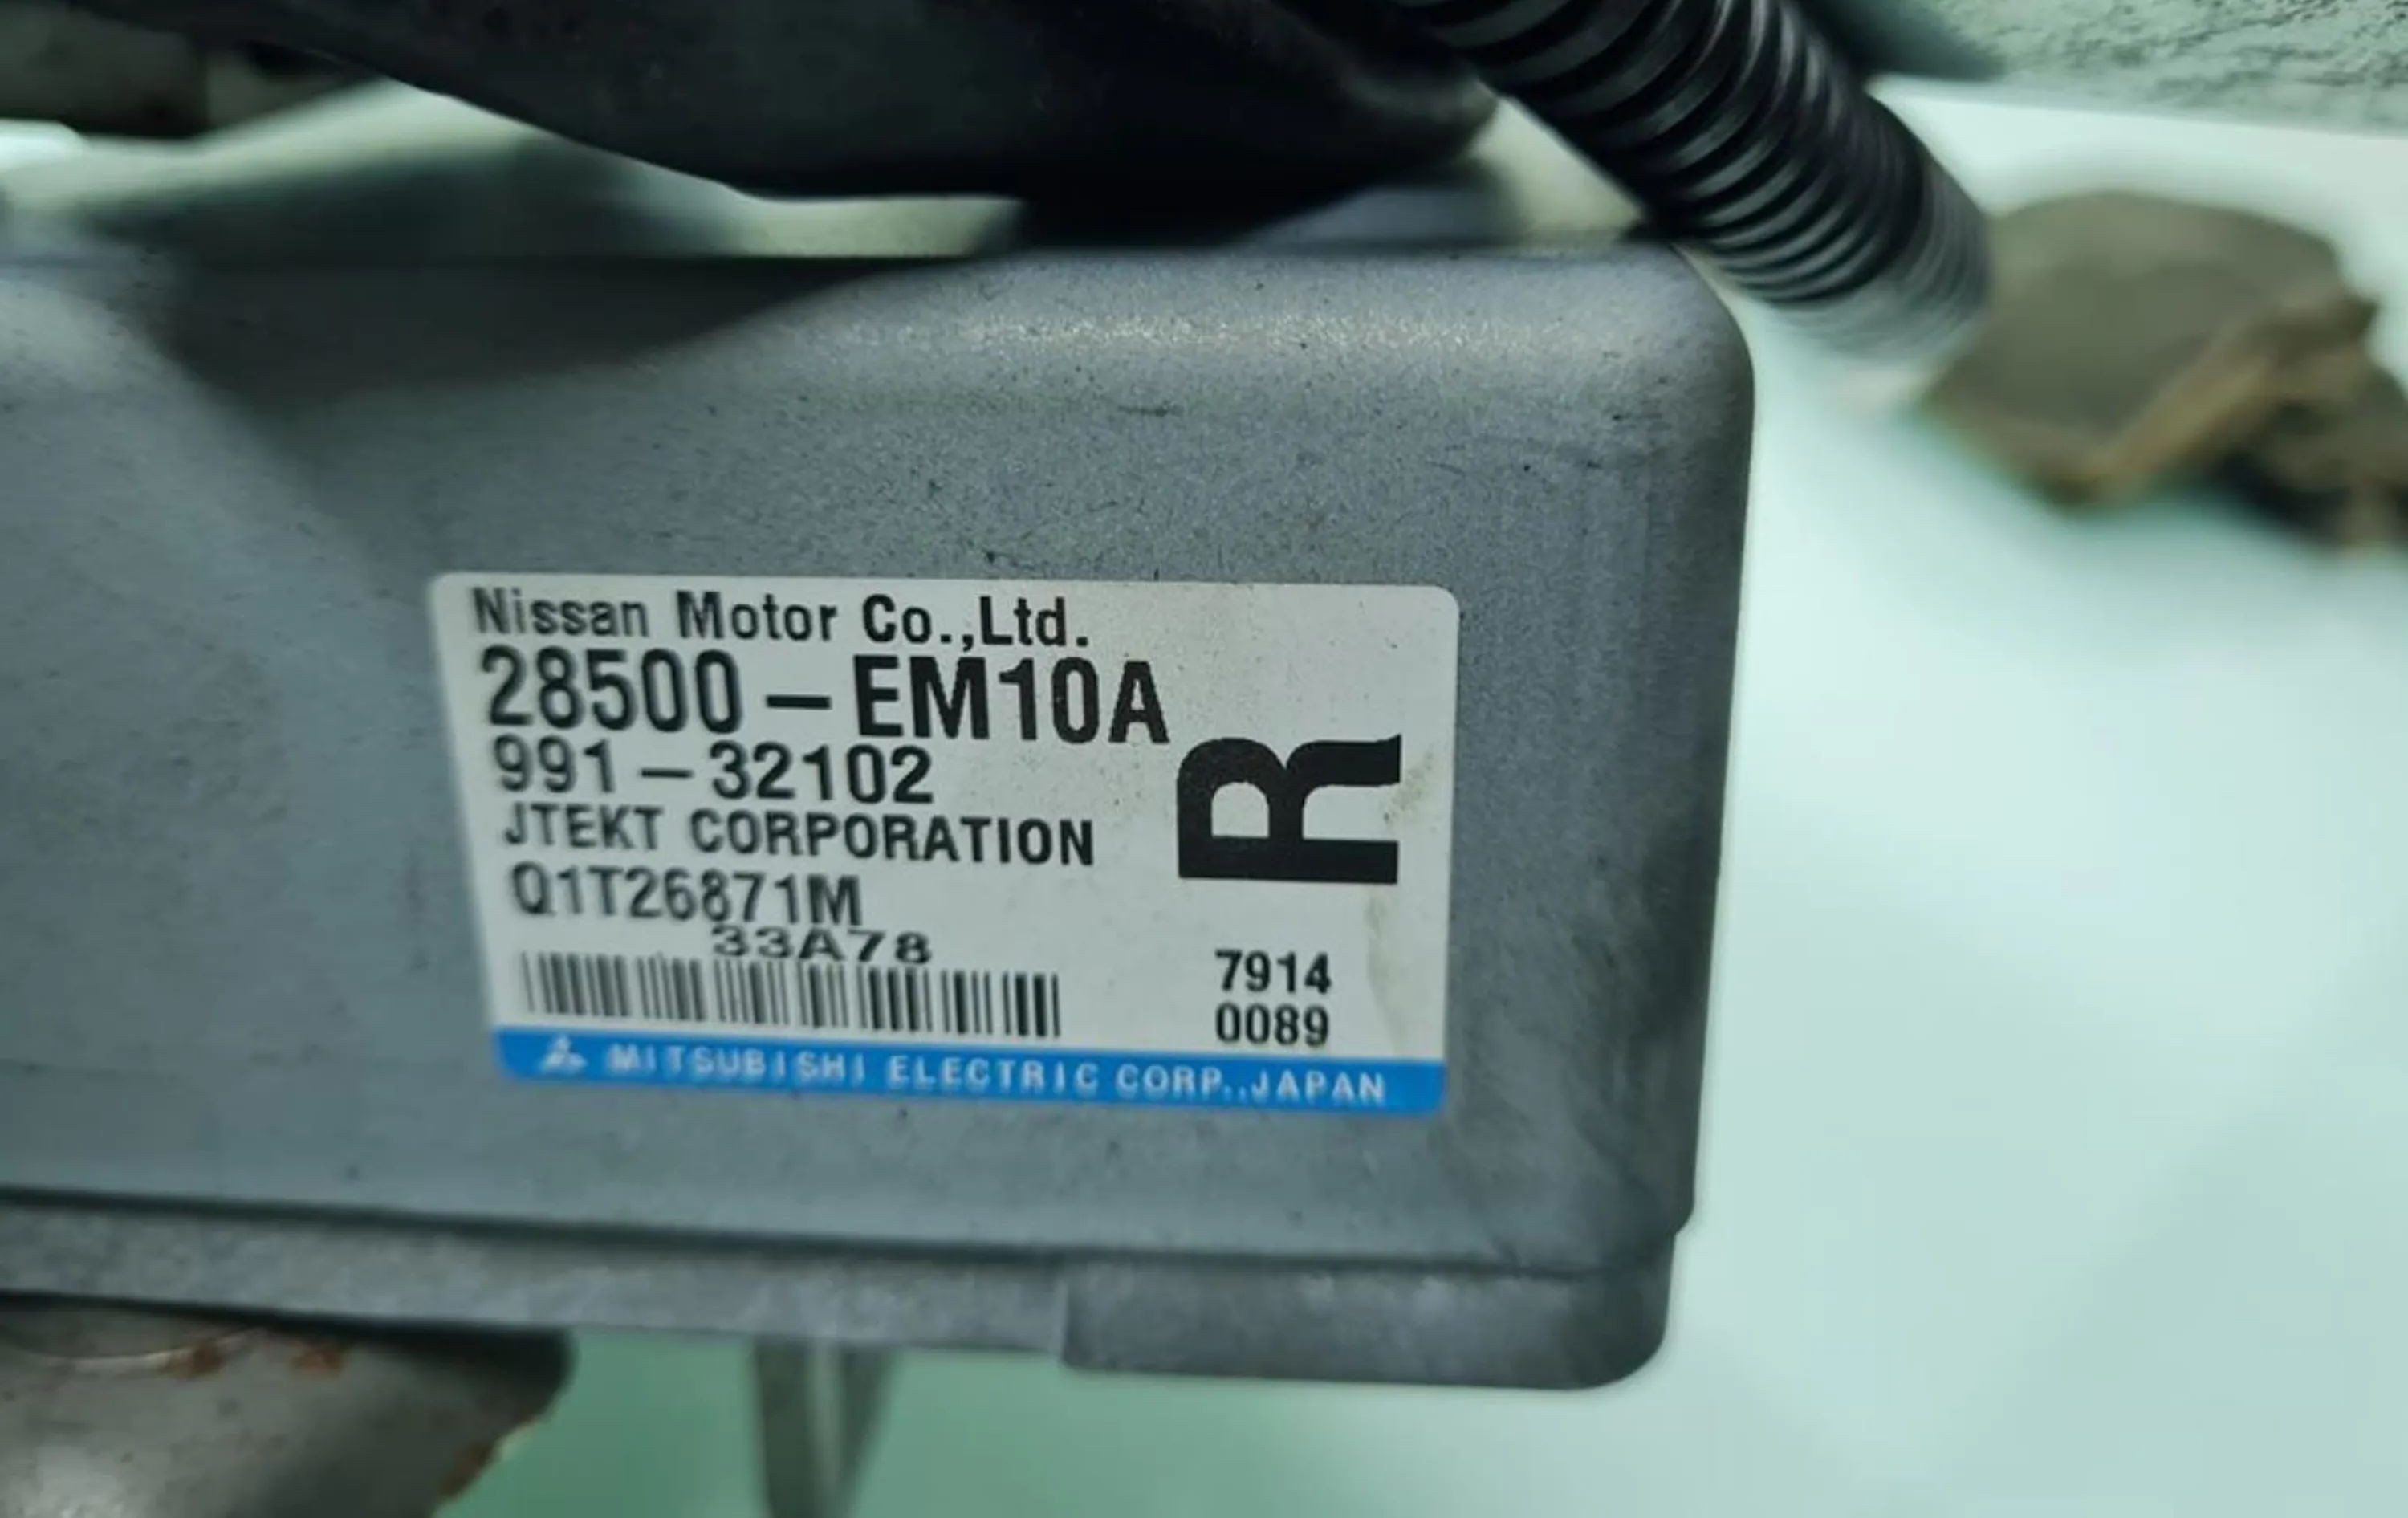 Nissan Motor Co.,Ltd.
28500-EM10A
991-32102
R
JTEKT CORPORATION
Q1T26871M
33A78
7914
0089
MITSUBISHI ELECTRIC CORP.,JAPAN